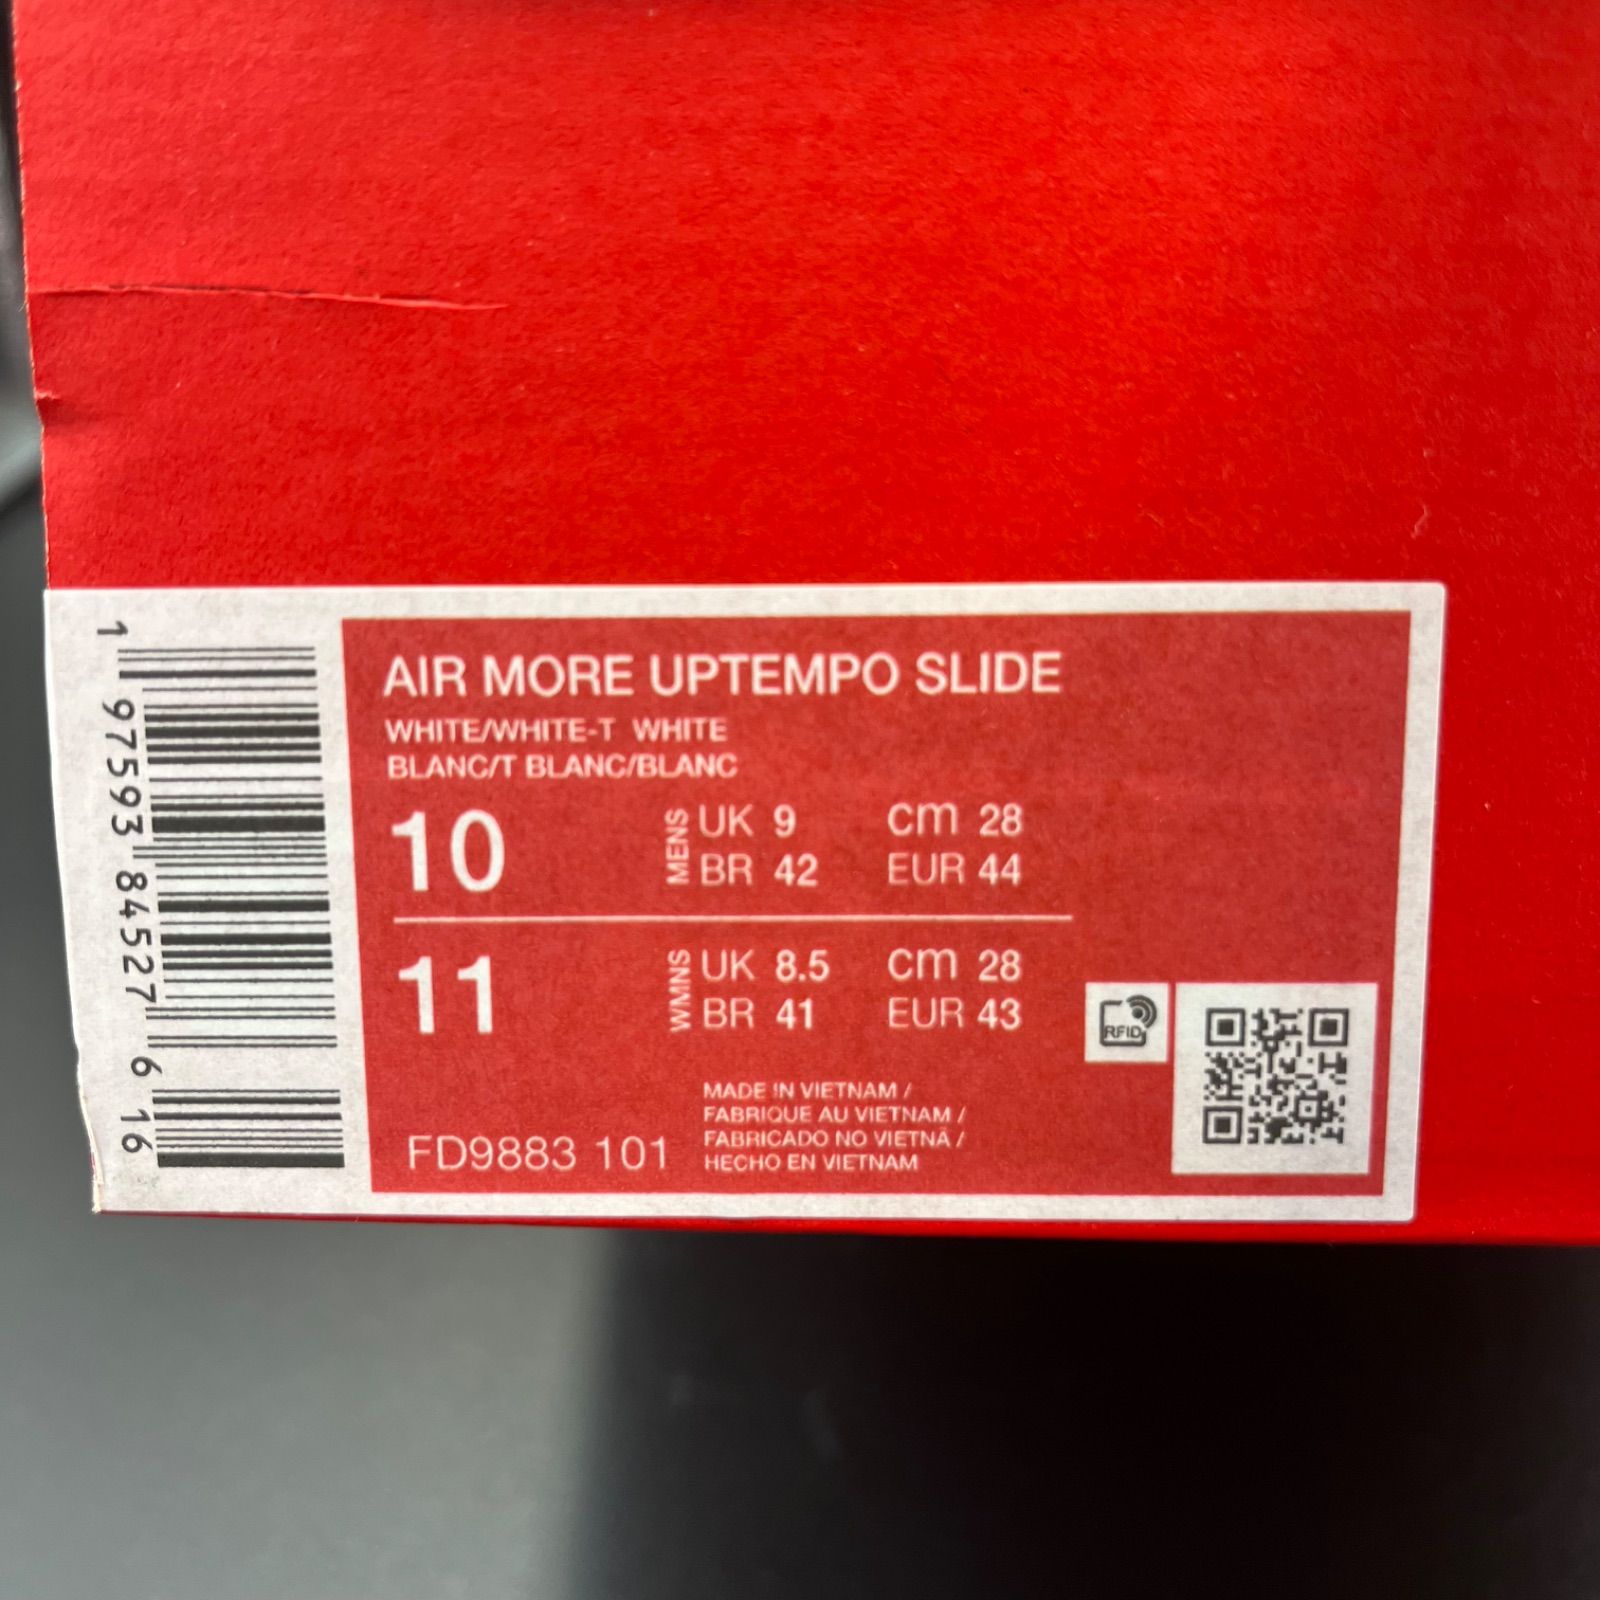 AIR MORE UPTEMPO SLIDE
WHITE/WHITE-T WHITE
BLANC/T BLANC/BLANC
10 MENS UK 9 CM 28
BR 42 EUR 44
11 WMNS UK 8.5 CM 28
BR 41 EUR 43
RFID
MADE IN VIETNAM /
FABRIQUE AU VIETNAM /
FABRICADO NO VIETNÃ /
HECHO EN VIETNAM
FD9883 101
1 97593 84527 6 16